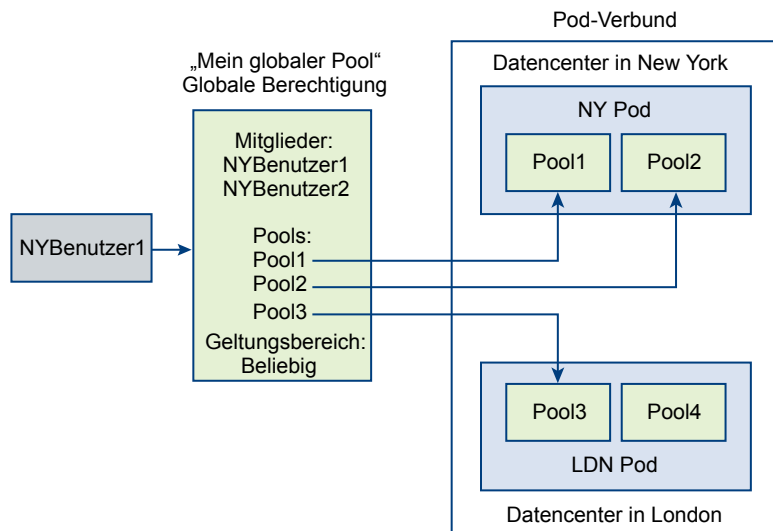 Pod-Verbund
„Mein globaler Pool“
Globale Berechtigung
Datencenter in New York
NY Pod
Pool1
Pool2
Mitglieder:
NYBenutzer1
NYBenutzer2
NYBenutzer1
Pools:
Pool1
Pool2
Pool3
Geltungsbereich:
Beliebig
Pool3
Pool4
LDN Pod
Datencenter in London